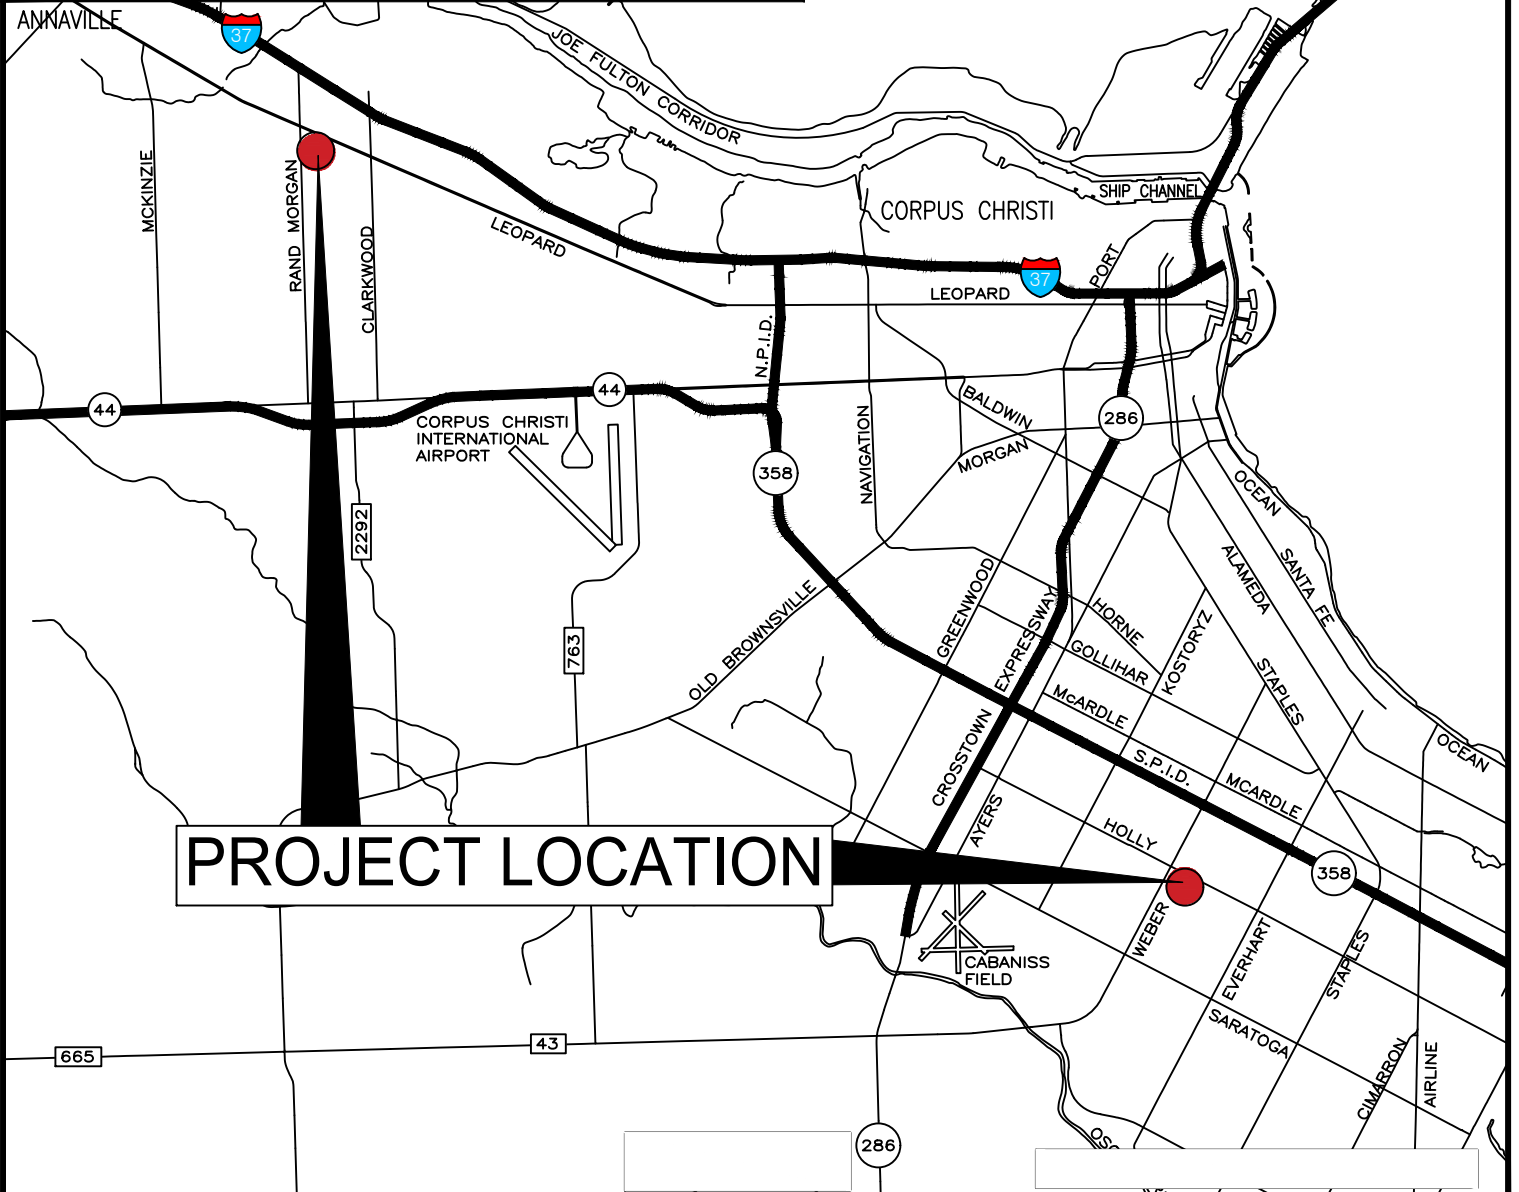 ANNAVILLE
37
JOE FULTON CORRIDOR
MCKINZIE
RAND MORGAN
CLARKWOOD
LEOPARD
SHIP CHANNEL
CORPUS CHRISTI
PORT
37
LEOPARD
N.P.I.D.
44
44
CORPUS CHRISTI
INTERNATIONAL
AIRPORT
NAVIGATION
BALDWIN
MORGAN
286
358
OCEAN
2292
ALAMEDA
SANTA FE
GREENWOOD
EXPRESSWAY
HORNE
GOLLIHAR
KOSTORYZ
OLD BROWNSVILLE
763
STAPLES
McARDLE
CROSSTOWN
S.P.I.D.
MCARDLE
OCEAN
AYERS
HOLLY
PROJECT LOCATION
358
WEBER
EVERHART
STAPLES
CABANISS
FIELD
SARATOGA
665
43
CIMARRON
AIRLINE
286